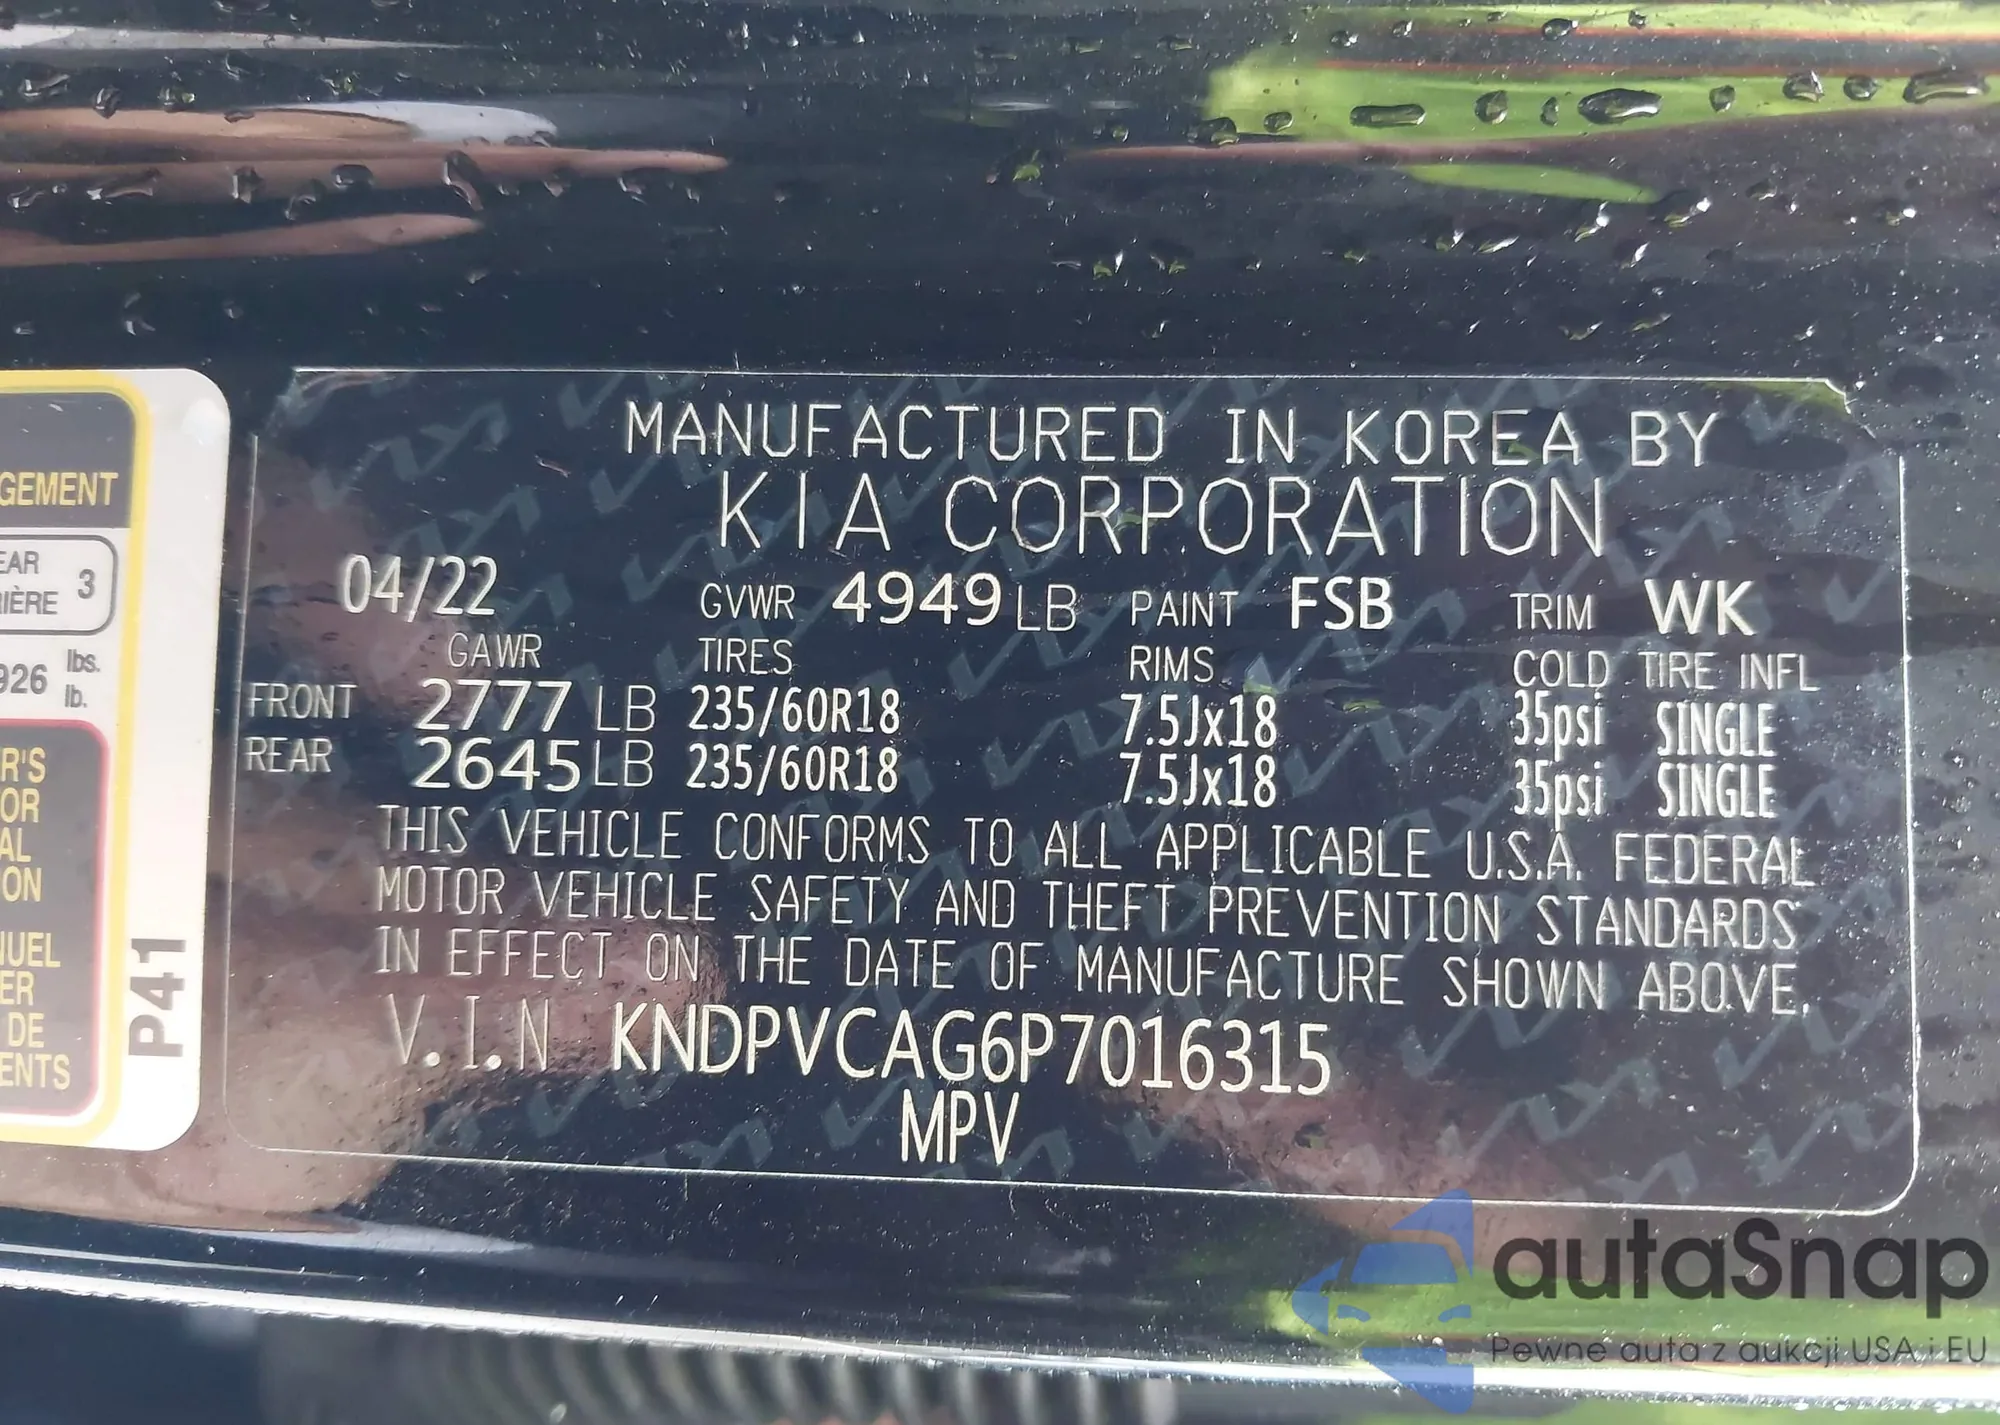 MANUFACTURED IN KOREA BY
KIA CORPORATION
04/22 GVWR 4949 LB PAINT FSB TRIM WK
GAWR TIRES RIMS COLD TIRE INFL
FRONT 2777 LB 235/60R18 7.5Jx18 35psi SINGLE
REAR 2645 LB 235/60R18 7.5Jx18 35psi SINGLE
THIS VEHICLE CONFORMS TO ALL APPLICABLE U.S.A. FEDERAL
MOTOR VEHICLE SAFETY AND THEFT PREVENTION STANDARDS
IN EFFECT ON THE DATE OF MANUFACTURE SHOWN ABOVE.
V.I.N KNDPVCAG6P7016315
MPV
GEMENT
EAR
IÈRE 3
926 lbs.
lb.
R'S
OR
AL
ON
NUEL
ER
DE
ENTS
P41
autaSnap
Pewne auta z aukcji USA i EU